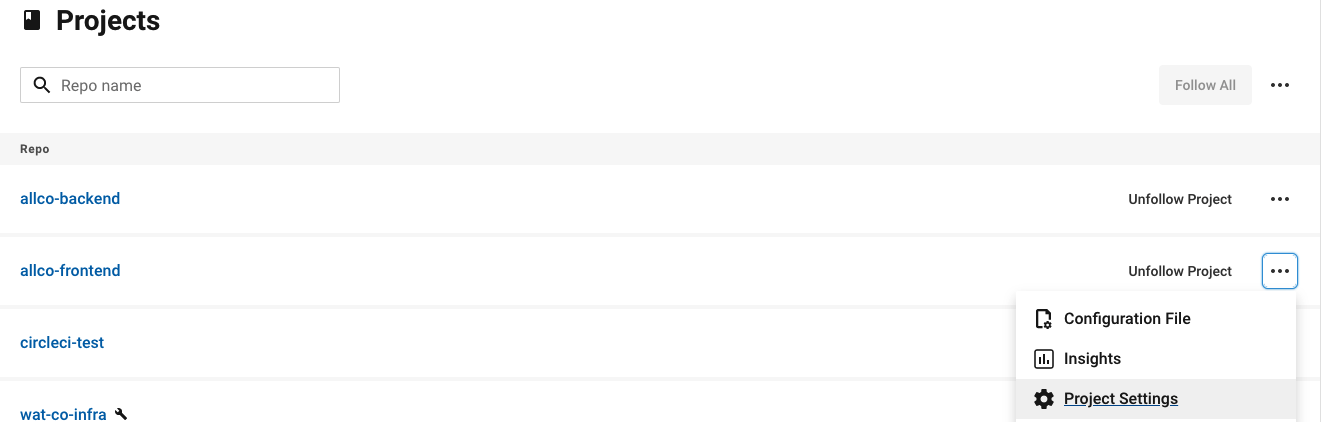 Projects
Repo name
Follow All
Repo
allco-backend
Unfollow Project
allco-frontend
Unfollow Project
Configuration File
circleci-test
Insights
Project Settings
wat-co-infra